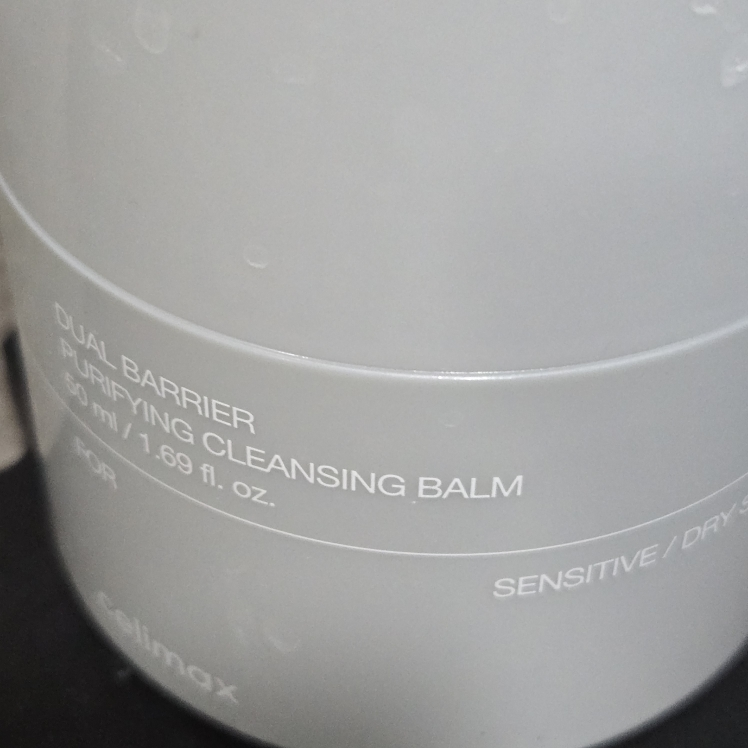 DUAL BARRIER
PURIFYING CLEANSING BALM
50 ml / 1.69 fl. oz.
FOR
SENSITIVE / DRY
celimax